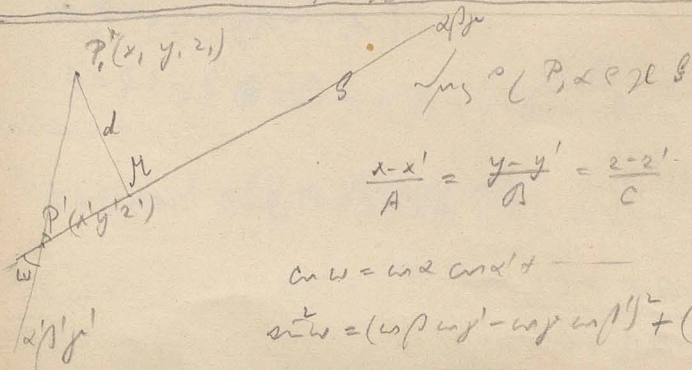 P₁(x₁ y₁ z₁)
αβγ
d
M
P'(x'y'z')
ω
α'β'γ'
(x-x')/A = (y-y')/B = (z-z')/C
cos ω = cos α cos α' +
sin²ω = (cos β cos γ' - cos γ cos β')² + (